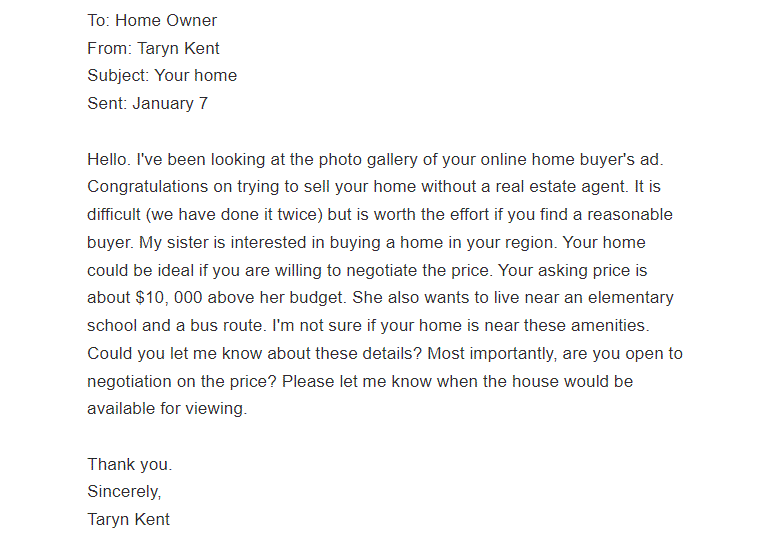 To: Home Owner
From: Taryn Kent
Subject: Your home
Sent: January 7
Hello. I've been looking at the photo gallery of your online home buyer's ad.
Congratulations on trying to sell your home without a real estate agent. It is
difficult (we have done it twice) but is worth the effort if you find a reasonable
buyer. My sister is interested in buying a home in your region. Your home
could be ideal if you are willing to negotiate the price. Your asking price is
about $10, 000 above her budget. She also wants to live near an elementary
school and a bus route. I'm not sure if your home is near these amenities.
Could you let me know about these details? Most importantly, are you open to
negotiation on the price? Please let me know when the house would be
available for viewing.
Thank you.
Sincerely,
Taryn Kent